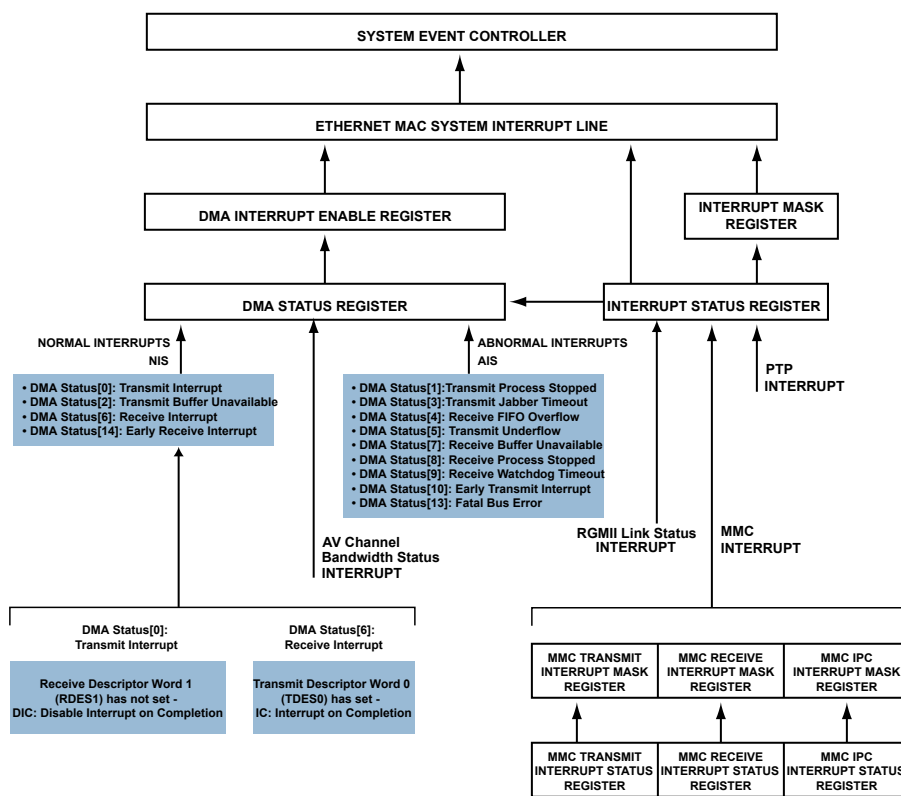 SYSTEM EVENT CONTROLLER
ETHERNET MAC SYSTEM INTERRUPT LINE
DMA INTERRUPT ENABLE REGISTER
INTERRUPT MASK
REGISTER
DMA STATUS REGISTER
INTERRUPT STATUS REGISTER
NORMAL INTERRUPTS
NIS
ABNORMAL INTERRUPTS
AIS
PTP
INTERRUPT
• DMA Status[0]: Transmit Interrupt
• DMA Status[2]: Transmit Buffer Unavailable
• DMA Status[6]: Receive Interrupt
• DMA Status[14]: Early Receive Interrupt
• DMA Status[1]:Transmit Process Stopped
• DMA Status[3]:Transmit Jabber Timeout
• DMA Status[4]: Receive FIFO Overflow
• DMA Status[5]: Transmit Underflow
• DMA Status[7]: Receive Buffer Unavailable
• DMA Status[8]: Receive Process Stopped
• DMA Status[9]: Receive Watchdog Timeout
• DMA Status[10]: Early Transmit Interrupt
• DMA Status[13]: Fatal Bus Error
AV Channel
Bandwidth Status
INTERRUPT
RGMII Link Status
INTERRUPT
MMC
INTERRUPT
DMA Status[0]:
Transmit Interrupt
DMA Status[6]:
Receive Interrupt
Receive Descriptor Word 1
(RDES1) has not set -
DIC: Disable Interrupt on Completion
Transmit Descriptor Word 0
(TDES0) has set -
IC: Interrupt on Completion
MMC TRANSMIT
INTERRUPT MASK
REGISTER
MMC RECEIVE
INTERRUPT MASK
REGISTER
MMC IPC
INTERRUPT MASK
REGISTER
MMC TRANSMIT
INTERRUPT STATUS
REGISTER
MMC RECEIVE
INTERRUPT STATUS
REGISTER
MMC IPC
INTERRUPT STATUS
REGISTER